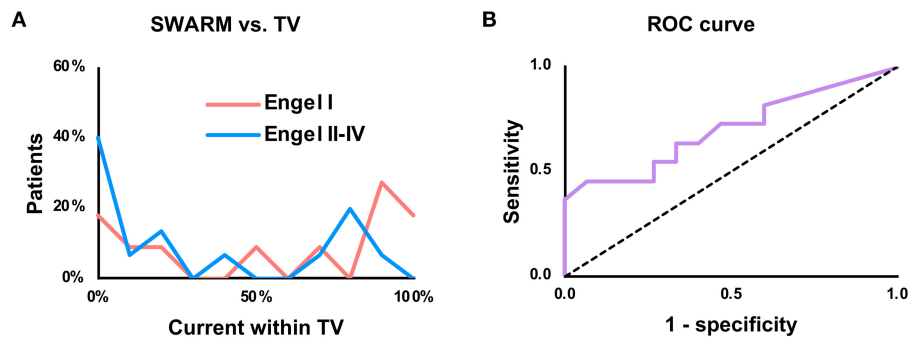 A
SWARM vs. TV
60%
40%
20%
0%
Patients
Engel I
Engel II-IV
0%
50%
100%
Current within TV
B
ROC curve
1.0
0.5
0.0
Sensitivity
0.0
0.5
1.0
1 - specificity